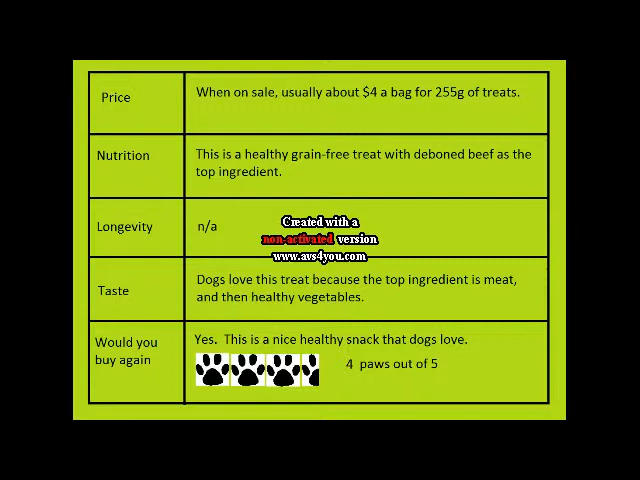 Price
When on sale, usually about $4 a bag for 255g of treats.
Nutrition
This is a healthy grain-free treat with deboned beef as the
top ingredient.
Longevity
n/a
Created with a
non-activated version
www.avs4you.com
Taste
Dogs love this treat because the top ingredient is meat,
and then healthy vegetables.
Would you
buy again
Yes.  This is a nice healthy snack that dogs love.
4  paws out of 5